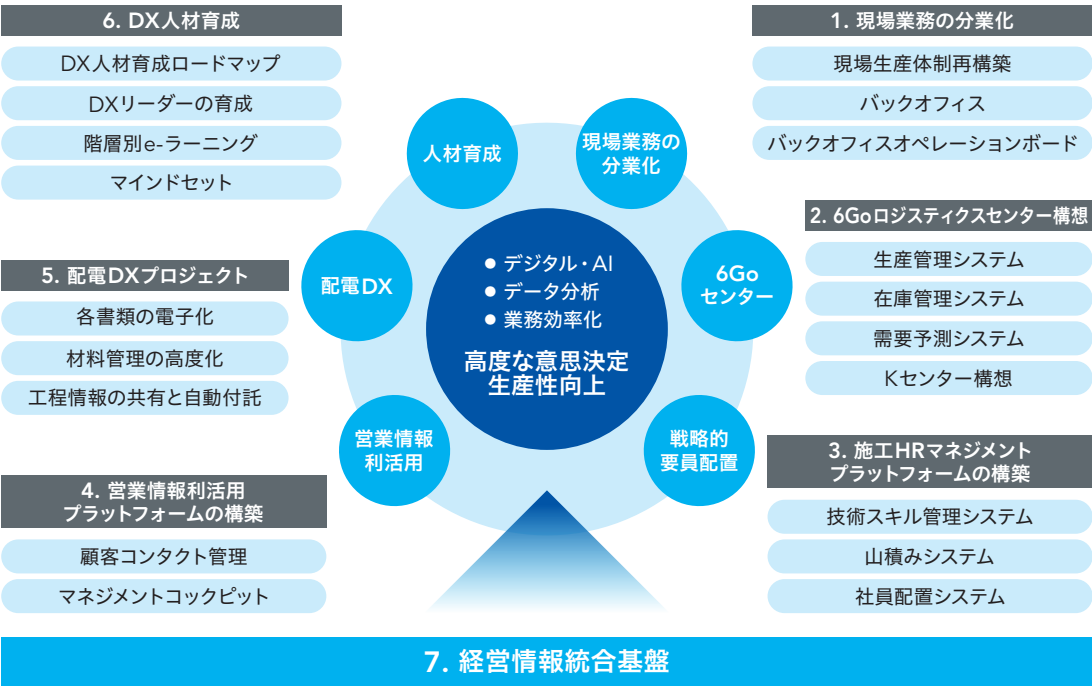 6. DX人材育成
DX人材育成ロードマップ
DXリーダーの育成
階層別e-ラーニング
マインドセット
1. 現場業務の分業化
現場生産体制再構築
バックオフィス
バックオフィスオペレーションボード
人材育成
現場業務の
分業化
2. 6Goロジスティクスセンター構想
生産管理システム
在庫管理システム
需要予測システム
Kセンター構想
5. 配電DXプロジェクト
各書類の電子化
材料管理の高度化
工程情報の共有と自動付託
配電DX
● デジタル・AI
● データ分析
● 業務効率化
高度な意思決定
生産性向上
6Go
センター
営業情報
利活用
戦略的
要員配置
3. 施工HRマネジメント
プラットフォームの構築
技術スキル管理システム
山積みシステム
社員配置システム
4. 営業情報利活用
プラットフォームの構築
顧客コンタクト管理
マネジメントコックピット
7. 経営情報統合基盤